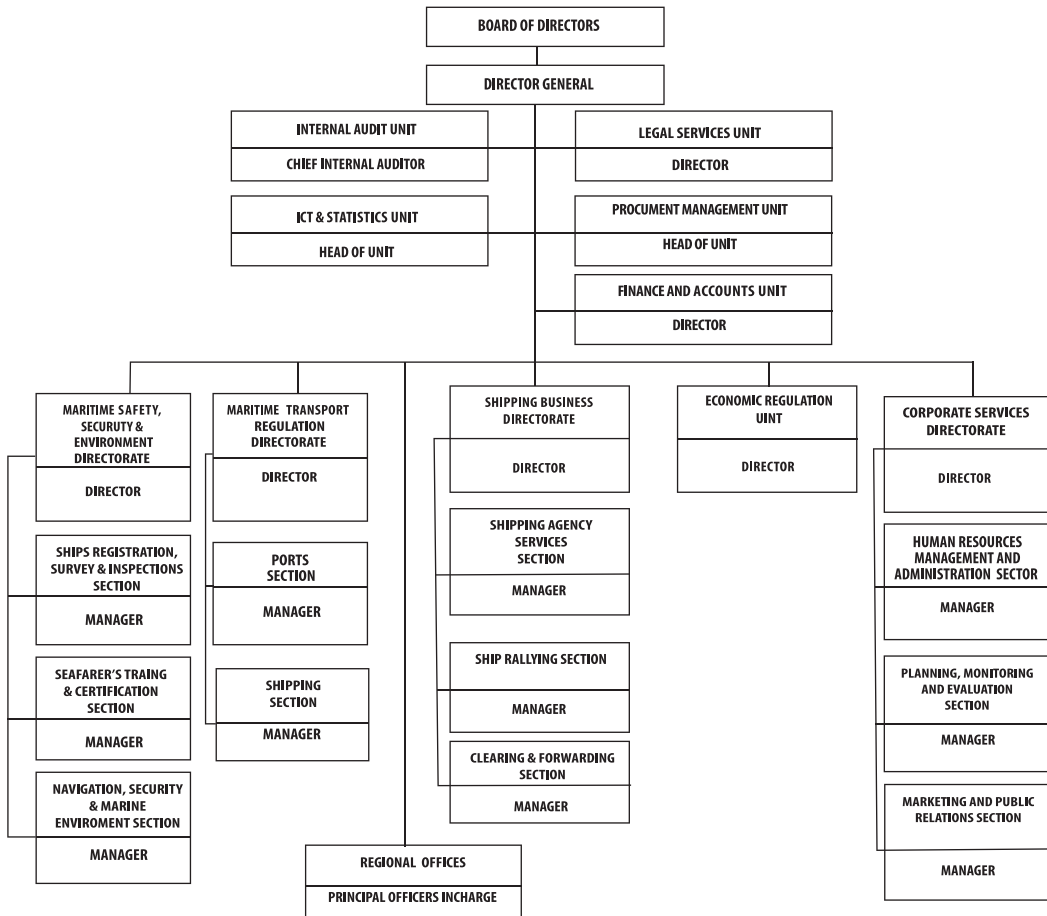 BOARD OF DIRECTORS
DIRECTOR GENERAL
INTERNAL AUDIT UNIT
CHIEF INTERNAL AUDITOR
LEGAL SERVICES UNIT
DIRECTOR
ICT & STATISTICS UNIT
HEAD OF UNIT
PROCUMENT MANAGEMENT UNIT
HEAD OF UNIT
FINANCE AND ACCOUNTS UNIT
DIRECTOR
MARITIME SAFETY,
SECURUTY &
ENVIRONMENT
DIRECTORATE
DIRECTOR
SHIPS REGISTRATION,
SURVEY & INSPECTIONS
SECTION
MANAGER
SEAFARER'S TRAING
& CERTIFICATION
SECTION
MANAGER
NAVIGATION, SECURITY
& MARINE
ENVIROMENT SECTION
MANAGER
MARITIME TRANSPORT
REGULATION
DIRECTORATE
DIRECTOR
PORTS
SECTION
MANAGER
SHIPPING
SECTION
MANAGER
REGIONAL OFFICES
PRINCIPAL OFFICERS INCHARGE
SHIPPING BUSINESS
DIRECTORATE
DIRECTOR
SHIPPING AGENCY
SERVICES
SECTION
MANAGER
SHIP RALLYING SECTION
MANAGER
CLEARING & FORWARDING
SECTION
MANAGER
ECONOMIC REGULATION
UINT
DIRECTOR
CORPORATE SERVICES
DIRECTORATE
DIRECTOR
HUMAN RESOURCES
MANAGEMENT AND
ADMINISTRATION SECTOR
MANAGER
PLANNING, MONITORING
AND EVALUATION
SECTION
MANAGER
MARKETING AND PUBLIC
RELATIONS SECTION
MANAGER